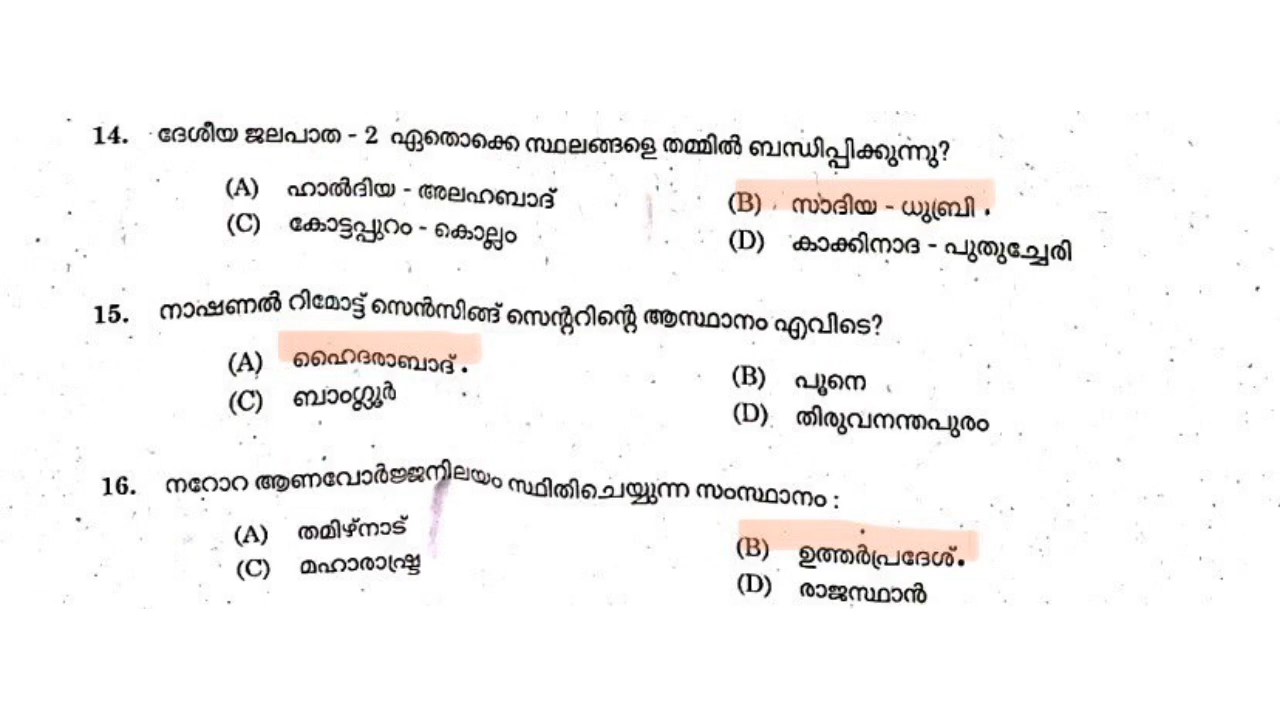 14. ദേശീയ ജലപാത - 2 ഏതൊക്കെ സ്ഥലങ്ങളെ തമ്മിൽ ബന്ധിപ്പിക്കുന്നു?
(A) ഹാൽദിയ - അലഹബാദ് (B) സാദിയ - ധുബ്രി .
(C) കോട്ടപ്പുറം - കൊല്ലം (D) കാക്കിനാദ - പുതുച്ചേരി
15. നാഷണൽ റിമോട്ട് സെൻസിങ്ങ് സെന്ററിന്റെ ആസ്ഥാനം എവിടെ?
(A) ഹൈദരാബാദ് . (B) പൂനെ
(C) ബാംഗ്ലൂർ (D) തിരുവനന്തപുരം
16. നറോറ ആണവോർജ്ജനിലയം സ്ഥിതിചെയ്യുന്ന സംസ്ഥാനം :
(A) തമിഴ്നാട് (B) ഉത്തർപ്രദേശ്.
(C) മഹാരാഷ്ട്ര (D) രാജസ്ഥാൻ